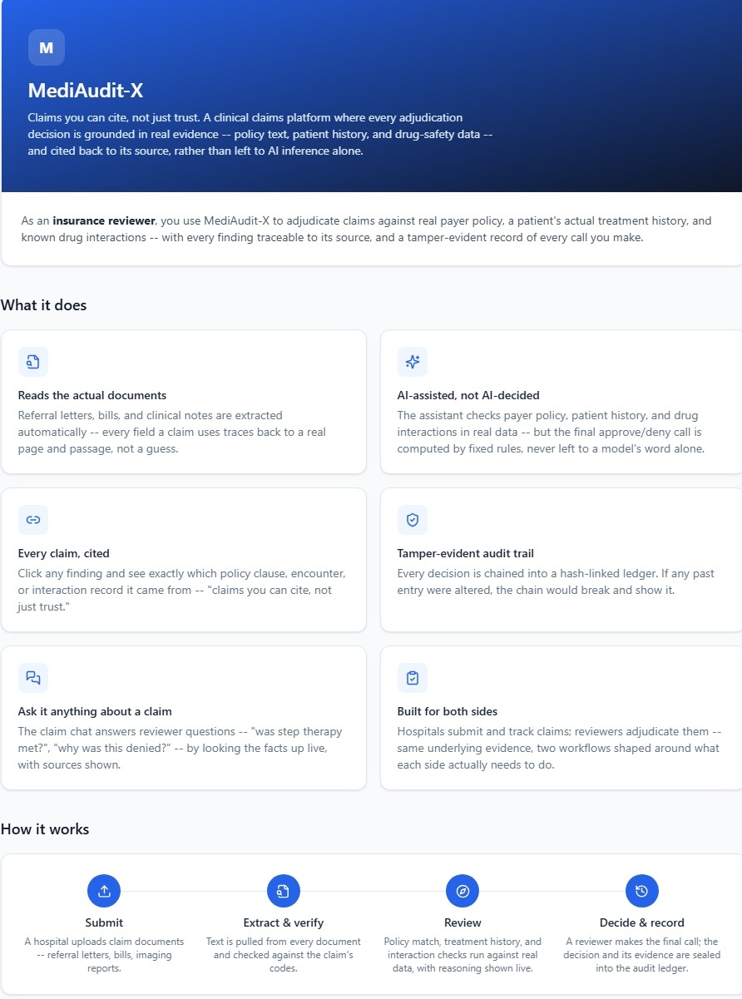 M
MediAudit-X
Claims you can cite, not just trust. A clinical claims platform where every adjudication
decision is grounded in real evidence -- policy text, patient history, and drug-safety data --
and cited back to its source, rather than left to AI inference alone.
As an insurance reviewer, you use MediAudit-X to adjudicate claims against real payer policy, a patient's actual treatment history, and
known drug interactions -- with every finding traceable to its source, and a tamper-evident record of every call you make.
What it does
Reads the actual documents
Referral letters, bills, and clinical notes are extracted
automatically -- every field a claim uses traces back to a real
page and passage, not a guess.
AI-assisted, not AI-decided
The assistant checks payer policy, patient history, and drug
interactions in real data -- but the final approve/deny call is
computed by fixed rules, never left to a model's word alone.
Every claim, cited
Click any finding and see exactly which policy clause, encounter,
or interaction record it came from -- "claims you can cite, not
just trust."
Tamper-evident audit trail
Every decision is chained into a hash-linked ledger. If any past
entry were altered, the chain would break and show it.
Ask it anything about a claim
The claim chat answers reviewer questions -- "was step therapy
met?", "why was this denied?" -- by looking the facts up live,
with sources shown.
Built for both sides
Hospitals submit and track claims; reviewers adjudicate them --
same underlying evidence, two workflows shaped around what
each side actually needs to do.
How it works
Submit
A hospital uploads claim documents
-- referral letters, bills, imaging
reports.
Extract & verify
Text is pulled from every document
and checked against the claim's
codes.
Review
Policy match, treatment history, and
interaction checks run against real
data, with reasoning shown live.
Decide & record
A reviewer makes the final call; the
decision and its evidence are sealed
into the audit ledger.